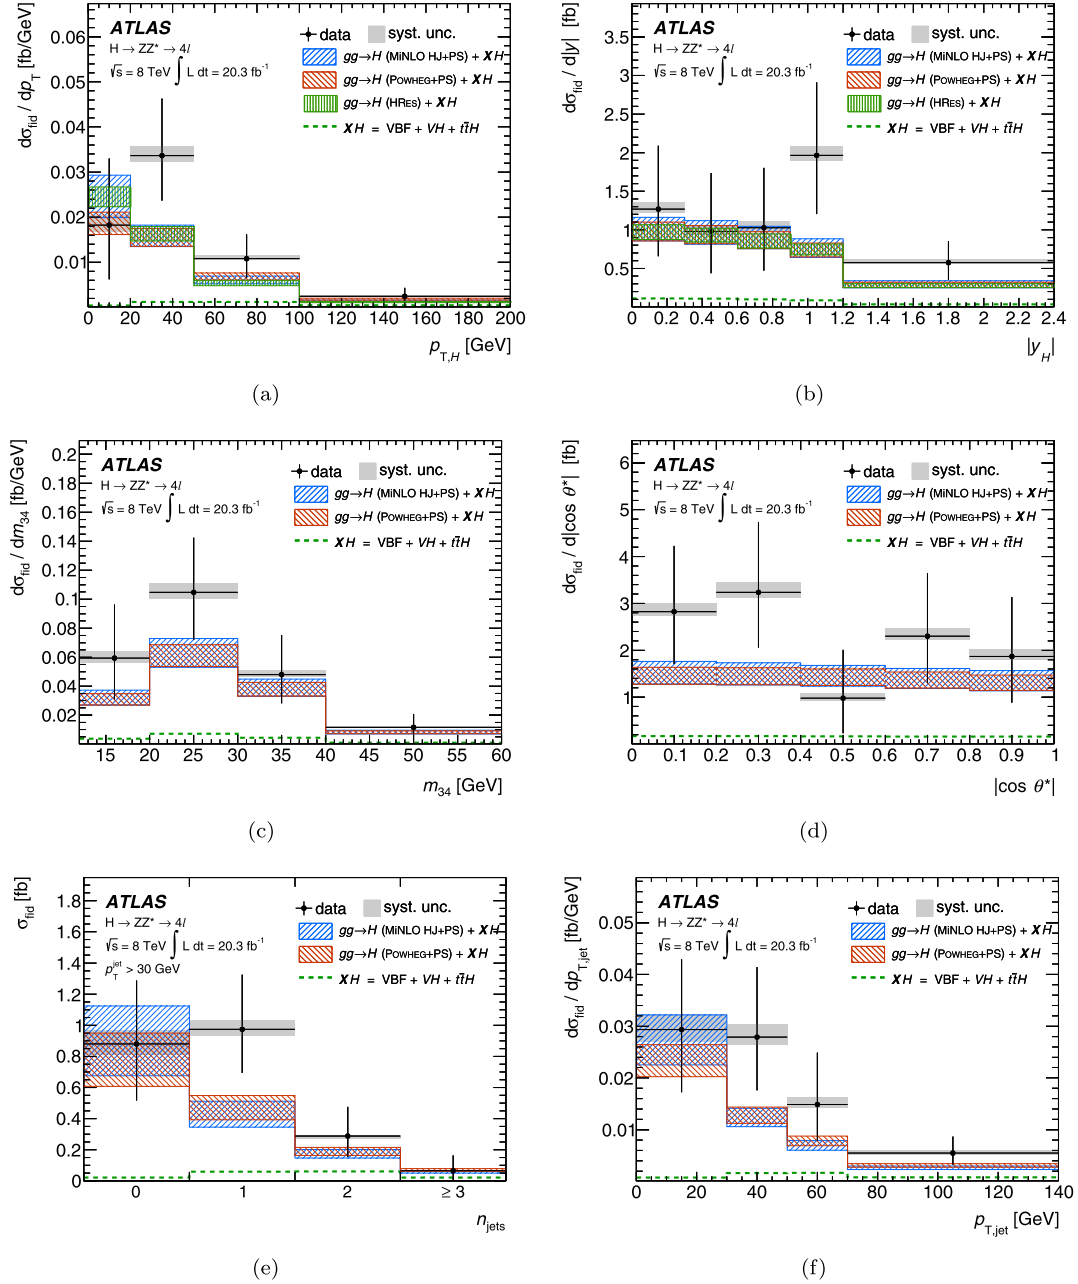 ATLAS
H → ZZ* → 4l
√s = 8 TeV ∫ L dt = 20.3 fb⁻¹
data
syst. unc.
gg→H (MiNLO HJ+PS) + XH
gg→H (POWHEG+PS) + XH
gg→H (HRES) + XH
XH = VBF + VH + tt̄H
dσ_fid / dp_T [fb/GeV]
0.06
0.05
0.04
0.03
0.02
0.01
0 20 40 60 80 100 120 140 160 180 200
p_T,H [GeV]
(a)
ATLAS
H → ZZ* → 4l
√s = 8 TeV ∫ L dt = 20.3 fb⁻¹
data
syst. unc.
gg→H (MiNLO HJ+PS) + XH
gg→H (POWHEG+PS) + XH
gg→H (HRES) + XH
XH = VBF + VH + tt̄H
dσ_fid / d|y| [fb]
3.5
3
2.5
2
1.5
1
0.5
0 0.2 0.4 0.6 0.8 1 1.2 1.4 1.6 1.8 2 2.2 2.4
|y_H|
(b)
ATLAS
H → ZZ* → 4l
√s = 8 TeV ∫ L dt = 20.3 fb⁻¹
data
syst. unc.
gg→H (MiNLO HJ+PS) + XH
gg→H (POWHEG+PS) + XH
XH = VBF + VH + tt̄H
dσ_fid / dm_34 [fb/GeV]
0.2
0.18
0.16
0.14
0.12
0.1
0.08
0.06
0.04
0.02
15 20 25 30 35 40 45 50 55 60
m_34 [GeV]
(c)
ATLAS
H → ZZ* → 4l
√s = 8 TeV ∫ L dt = 20.3 fb⁻¹
data
syst. unc.
gg→H (MiNLO HJ+PS) + XH
gg→H (POWHEG+PS) + XH
XH = VBF + VH + tt̄H
dσ_fid / d|cos θ*| [fb]
6
5
4
3
2
1
0 0.1 0.2 0.3 0.4 0.5 0.6 0.7 0.8 0.9 1
|cos θ*|
(d)
ATLAS
H → ZZ* → 4l
√s = 8 TeV ∫ L dt = 20.3 fb⁻¹
p_T^jet > 30 GeV
data
syst. unc.
gg→H (MiNLO HJ+PS) + XH
gg→H (POWHEG+PS) + XH
XH = VBF + VH + tt̄H
σ_fid [fb]
1.8
1.6
1.4
1.2
1
0.8
0.6
0.4
0.2
0
0 1 2 ≥ 3
n_jets
(e)
ATLAS
H → ZZ* → 4l
√s = 8 TeV ∫ L dt = 20.3 fb⁻¹
data
syst. unc.
gg→H (MiNLO HJ+PS) + XH
gg→H (POWHEG+PS) + XH
XH = VBF + VH + tt̄H
dσ_fid / dp_T,jet [fb/GeV]
0.05
0.04
0.03
0.02
0.01
0 20 40 60 80 100 120 140
p_T,jet [GeV]
(f)